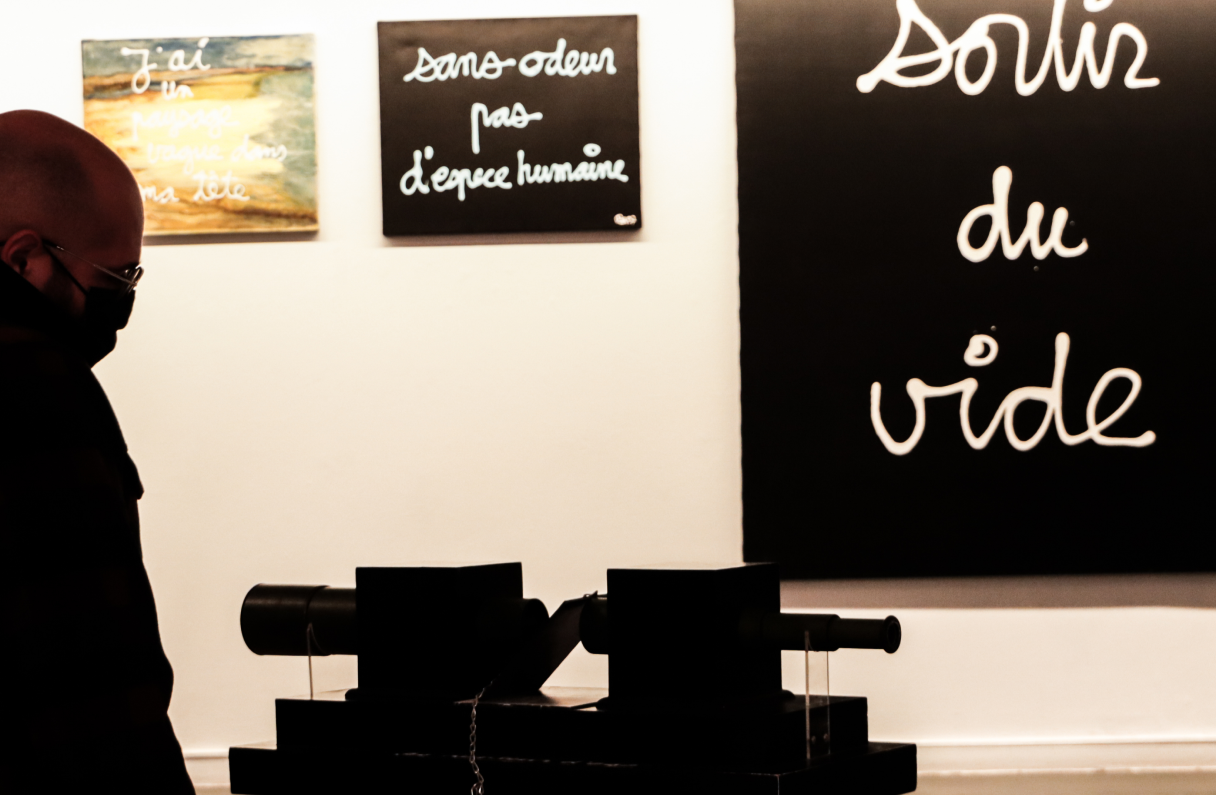 j'ai
un
paysage
vague dans
ma tête
sans odeur
pas
d'espece humaine
Ben
Sortir
du
vide